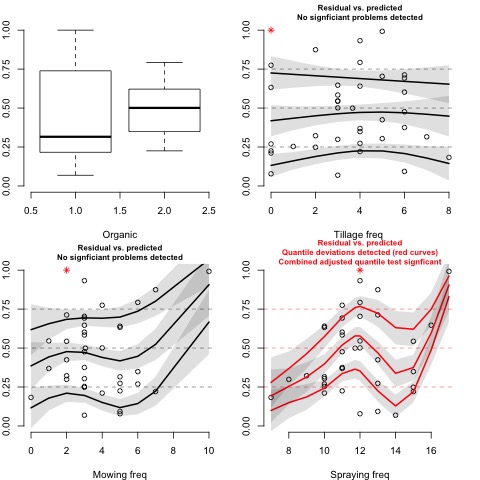 0.00 0.25 0.50 0.75 1.00
0.5 1.0 1.5 2.0 2.5
Organic
Residual vs. predicted
No signficiant problems detected
0.00 0.25 0.50 0.75 1.00
0 2 4 6 8
Tillage freq
Residual vs. predicted
No signficiant problems detected
0.00 0.25 0.50 0.75 1.00
0 2 4 6 8 10
Mowing freq
Residual vs. predicted
Quantile deviations detected (red curves)
Combined adjusted quantile test signficant
0.00 0.25 0.50 0.75 1.00
8 10 12 14 16
Spraying freq